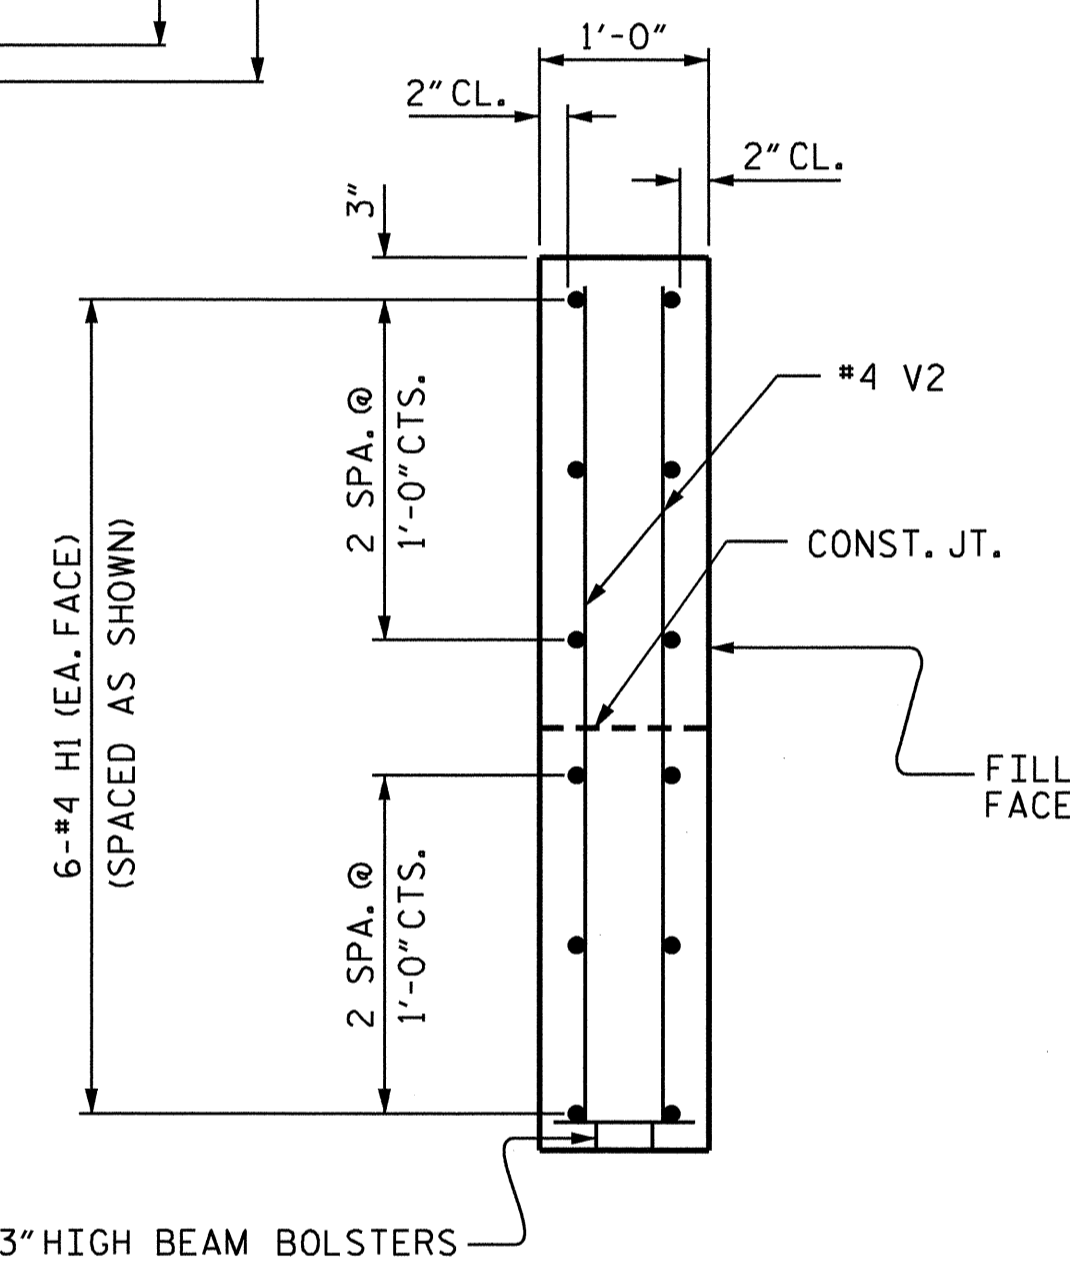 1'-0"
2" CL.
2" CL.
3"
#4 V2
2 SPA. @
1'-0" CTS.
CONST. JT.
6-#4 H1 (EA. FACE)
(SPACED AS SHOWN)
FILL
FACE
2 SPA. @
1'-0" CTS.
3" HIGH BEAM BOLSTERS